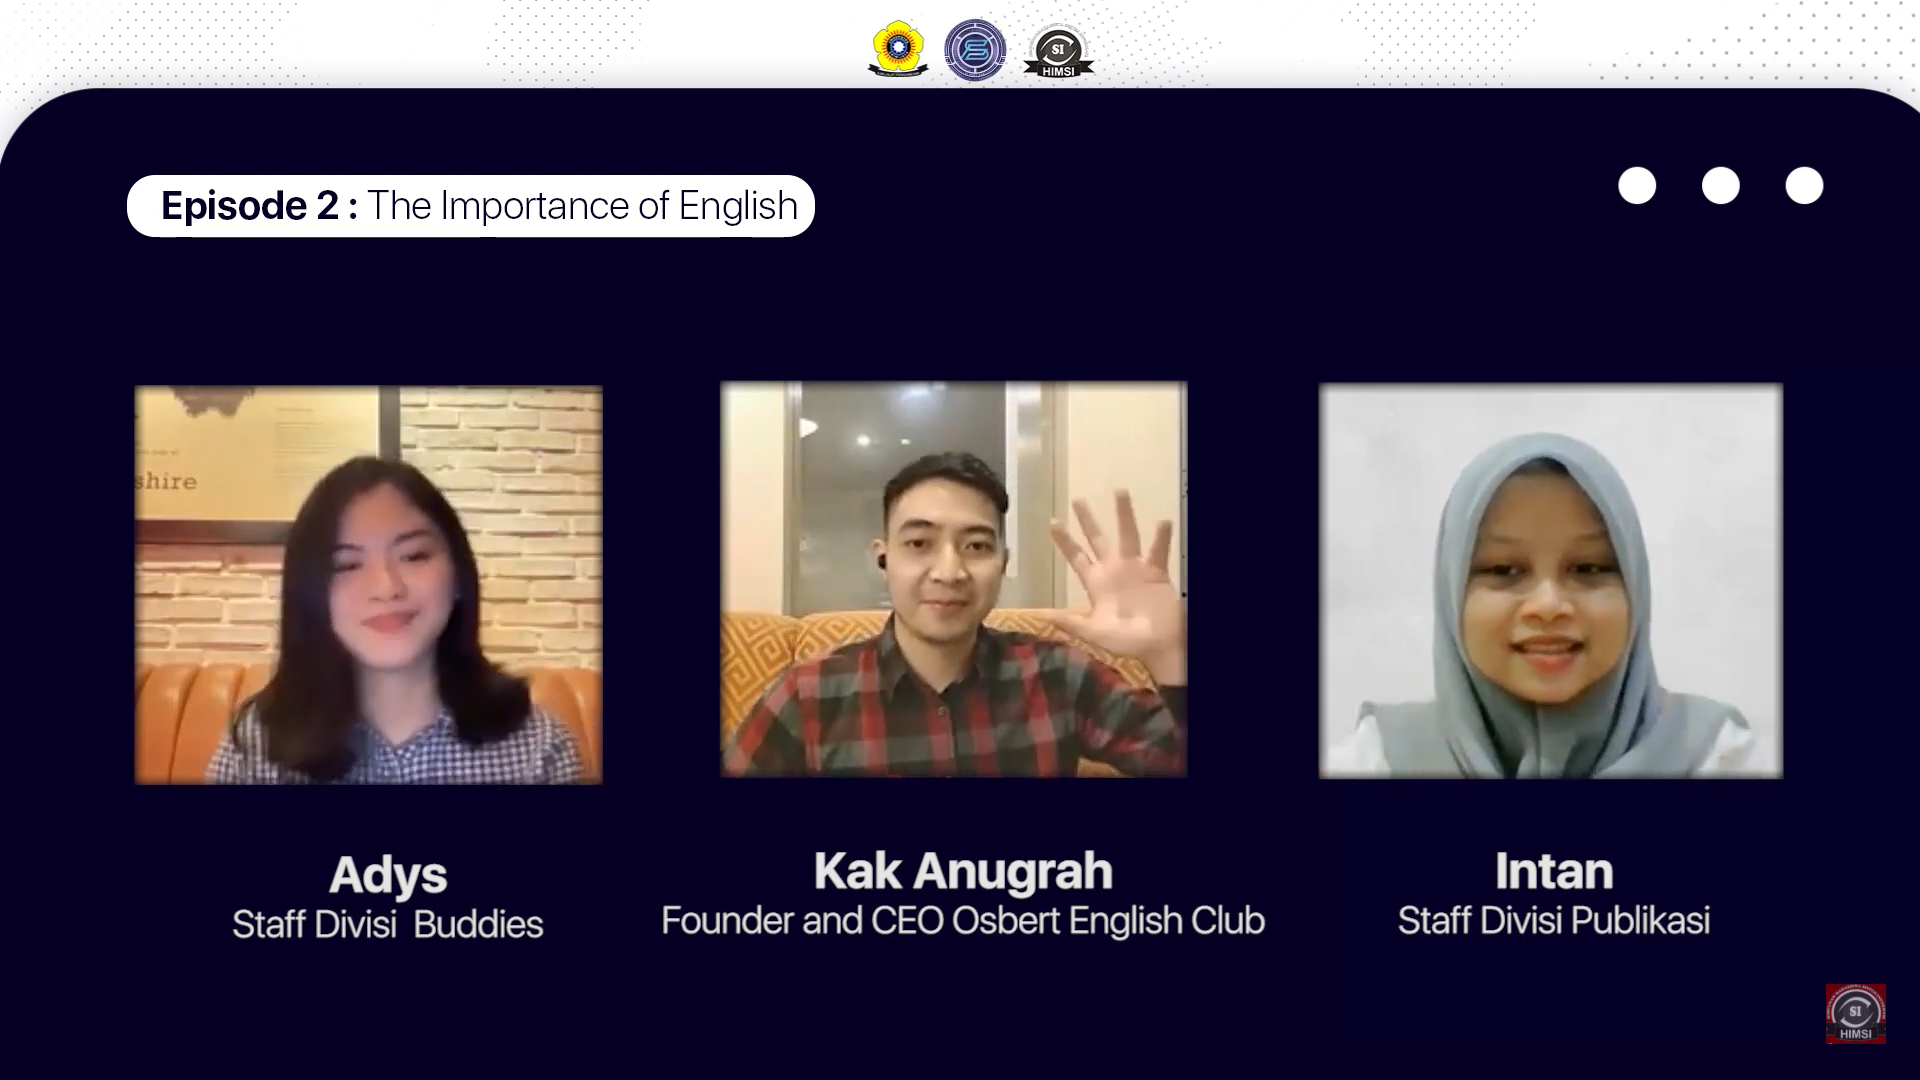 SI
HIMSI
Episode 2 : The Importance of English
shire
Adys
Staff Divisi Buddies
Kak Anugrah
Founder and CEO Osbert English Club
Intan
Staff Divisi Publikasi
SI
HIMSI